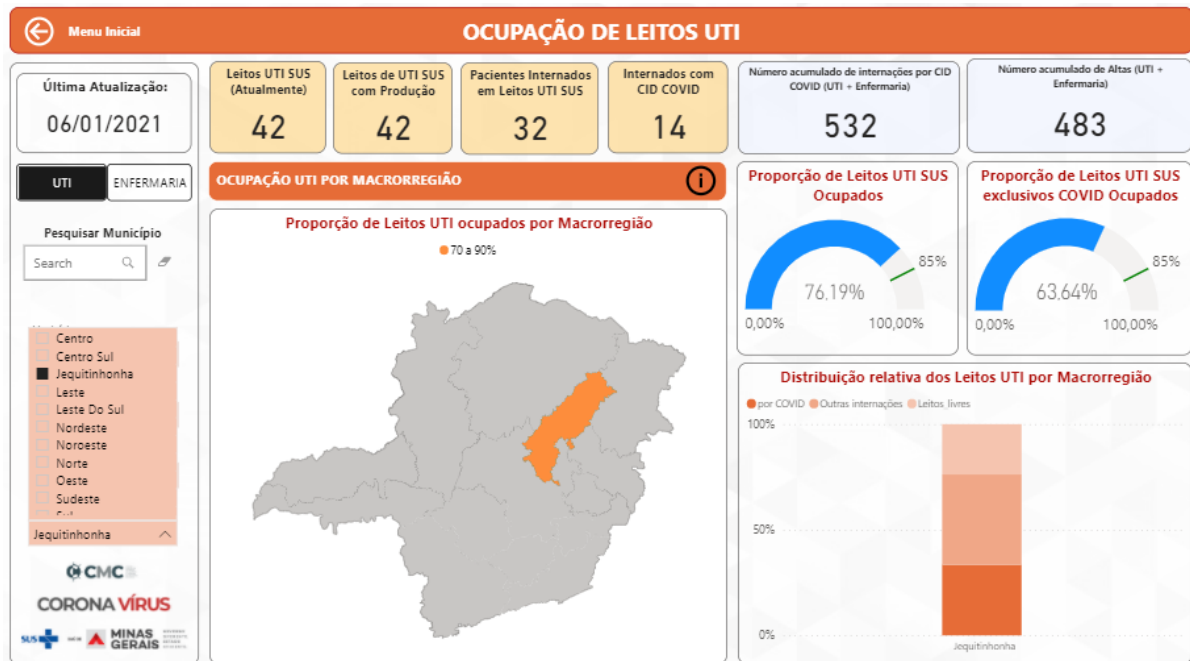 Menu Inicial
OCUPAÇÃO DE LEITOS UTI
Última Atualização:
06/01/2021
Leitos UTI SUS
(Atualmente)
42
Leitos de UTI SUS
com Produção
42
Pacientes Internados
em Leitos UTI SUS
32
Internados com
CID COVID
14
Número acumulado de internações por CID
COVID (UTI + Enfermaria)
532
Número acumulado de Altas (UTI +
Enfermaria)
483
UTI
ENFERMARIA
Pesquisar Município
Search
Centro
Centro Sul
Jequitinhonha
Leste
Leste Do Sul
Nordeste
Noroeste
Norte
Oeste
Sudeste
Sul
Jequitinhonha
CMC
CORONA VÍRUS
SUS
MINAS
GERAIS
OCUPAÇÃO UTI POR MACRORREGIÃO
i
Proporção de Leitos UTI ocupados por Macrorregião
70 a 90%
Proporção de Leitos UTI SUS
Ocupados
85%
76,19%
0,00%
100,00%
Proporção de Leitos UTI SUS
exclusivos COVID Ocupados
85%
63,64%
0,00%
100,00%
Distribuição relativa dos Leitos UTI por Macrorregião
por COVID Outras internações Leitos_livres
100%
50%
0%
Jequitinhonha